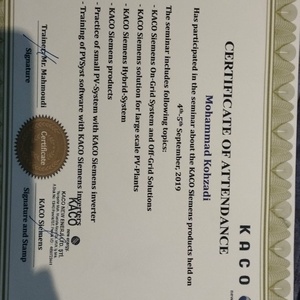 KACO
CERTIFICATE OF ATTENDANCE
Mohammad Kohzadi
Has participated in the seminar about the KACO Siemens products held on
4th-5th September, 2019
The seminar includes following topics:
- KACO Siemens On-Grid System and Off-Grid Solutions
- KACO Siemens solution for large scale PV-Plants
- KACO Siemens Hybrid-System
- KACO Siemens products
- Practice of small PV-System with KACO Siemens inverter
- Training of PVSyst software with KACO Siemens
Trainer: Mr. Mahmoudi
Signature
Certificate
KACO
KACO Siemens
Signature and Stamp